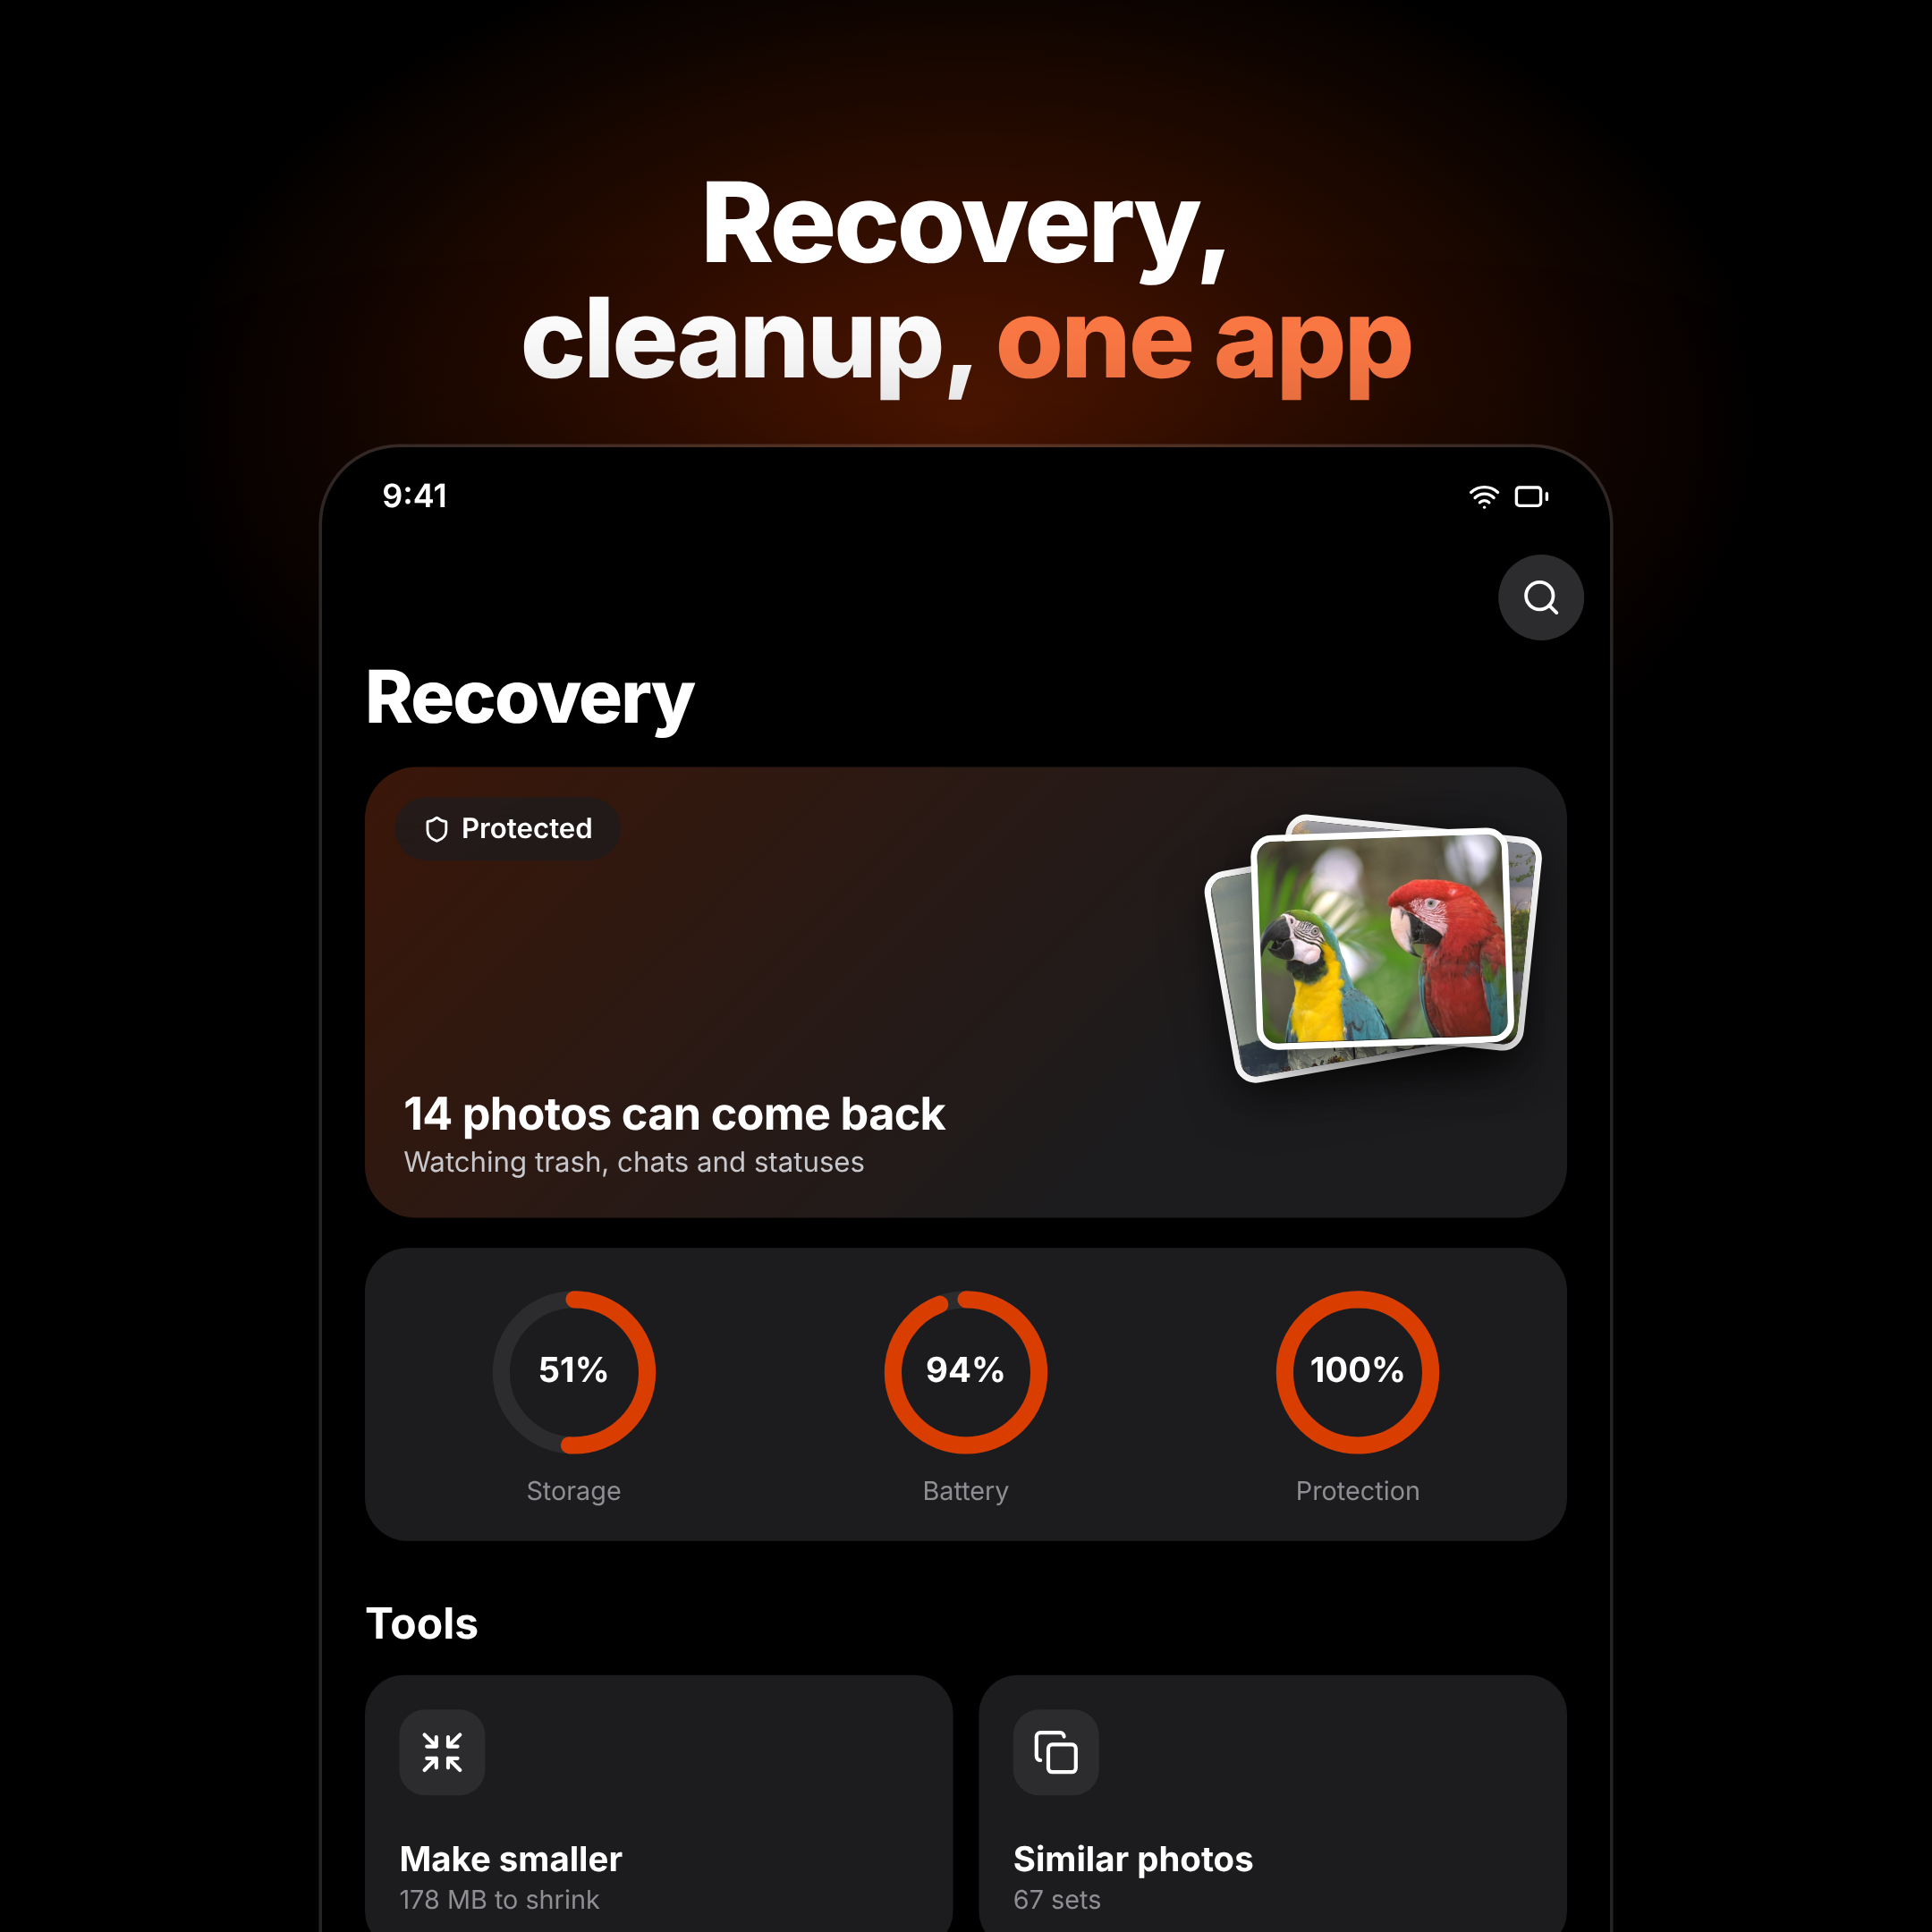 Recovery,
cleanup, one app
9:41
Recovery
Protected
14 photos can come back
Watching trash, chats and statuses
51%
94%
100%
Storage
Battery
Protection
Tools
Make smaller
178 MB to shrink
Similar photos
67 sets